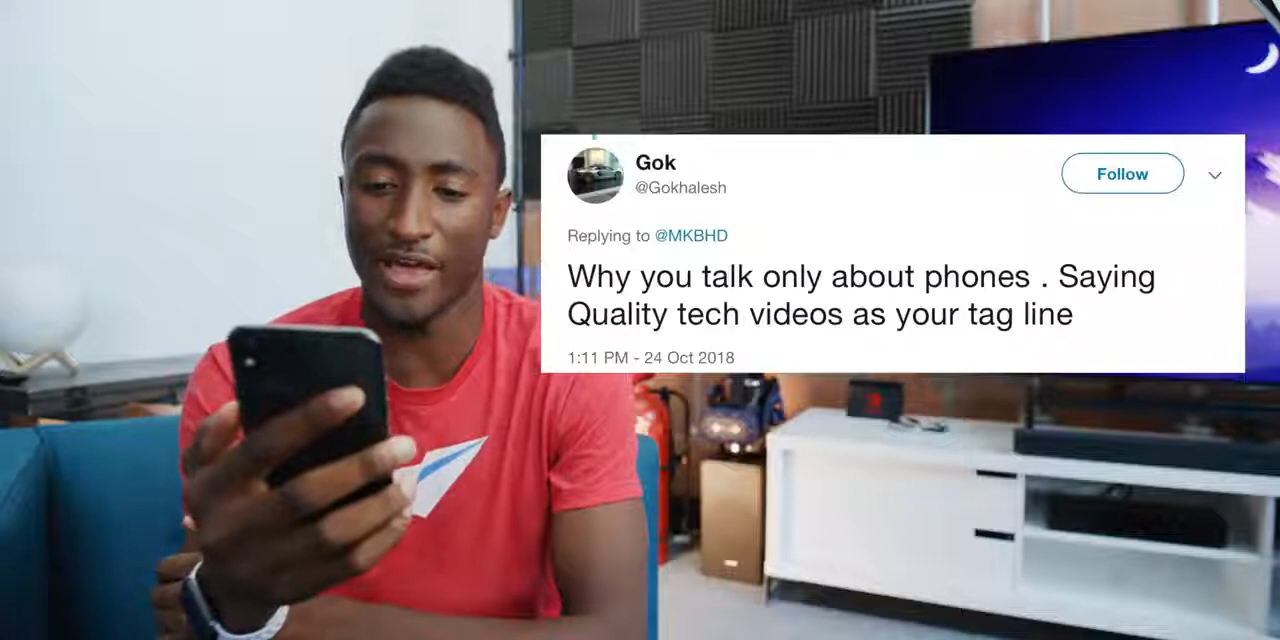 Gok
@Gokhalesh
Follow
Replying to @MKBHD
Why you talk only about phones . Saying
Quality tech videos as your tag line
1:11 PM - 24 Oct 2018